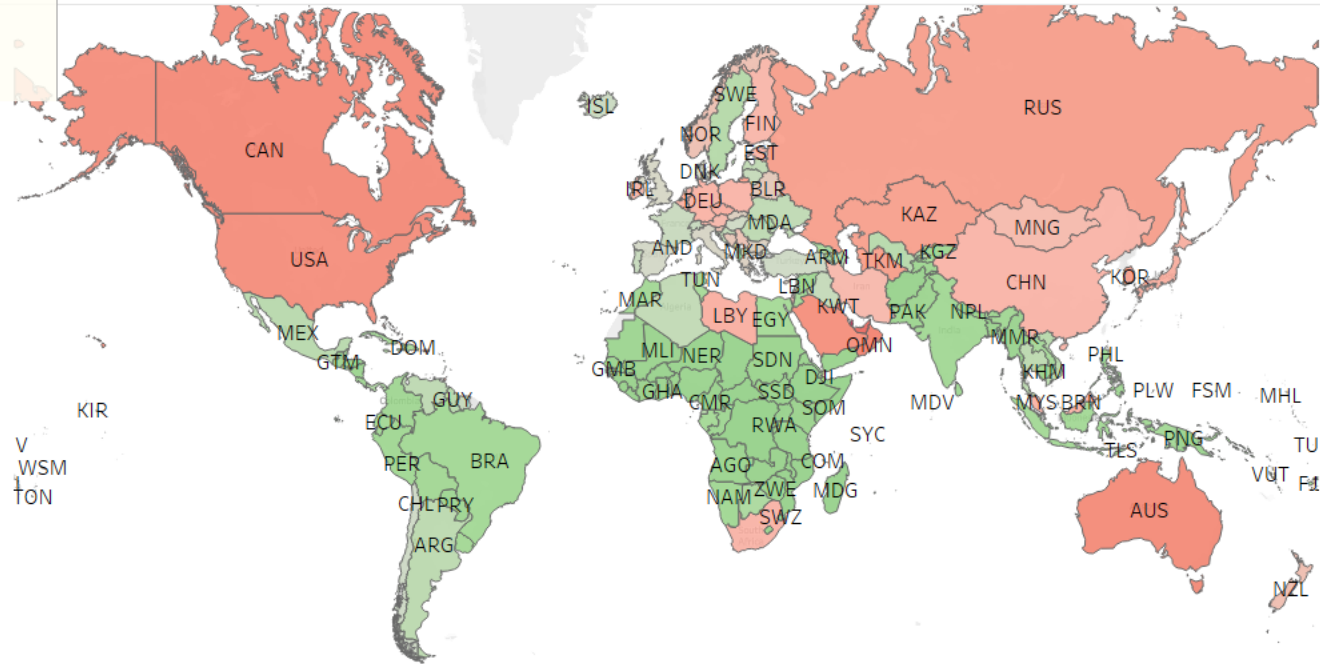 ISL
SWE
RUS
NOR
FIN
CAN
EST
DNK
IRL
BLR
DEU
KAZ
MDA
MNG
AND
MKD
ARM
KGZ
USA
TKM
TUN
CHN
KOR
LBN
MAR
KWT
PAK
NPL
LBY
EGY
MEX
MMR
OMN
DOM
MLI
NER
SDN
PHL
GTM
GMB
DJI
KHM
GHA
SSD
PLW
FSM
MHL
GUY
CMR
SOM
MDV
MYS
BRN
KIR
ECU
RWA
SYC
PNG
V
TU
TLS
BRA
PER
AGO
COM
WSM
VUT
TON
CHL
PRY
NAM
ZWE
MDG
AUS
SWZ
ARG
NZL